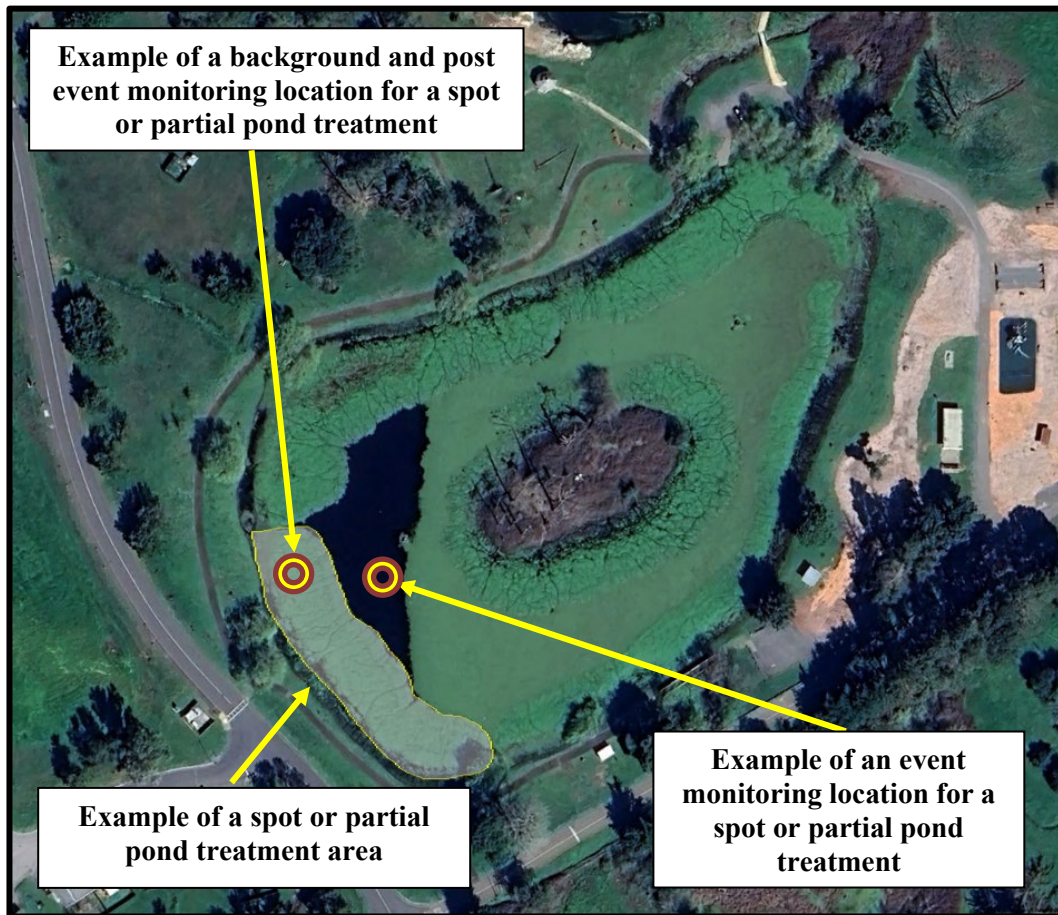 Example of a background and post
event monitoring location for a spot
or partial pond treatment
Example of a spot or partial
pond treatment area
Example of an event
monitoring location for a
spot or partial pond
treatment